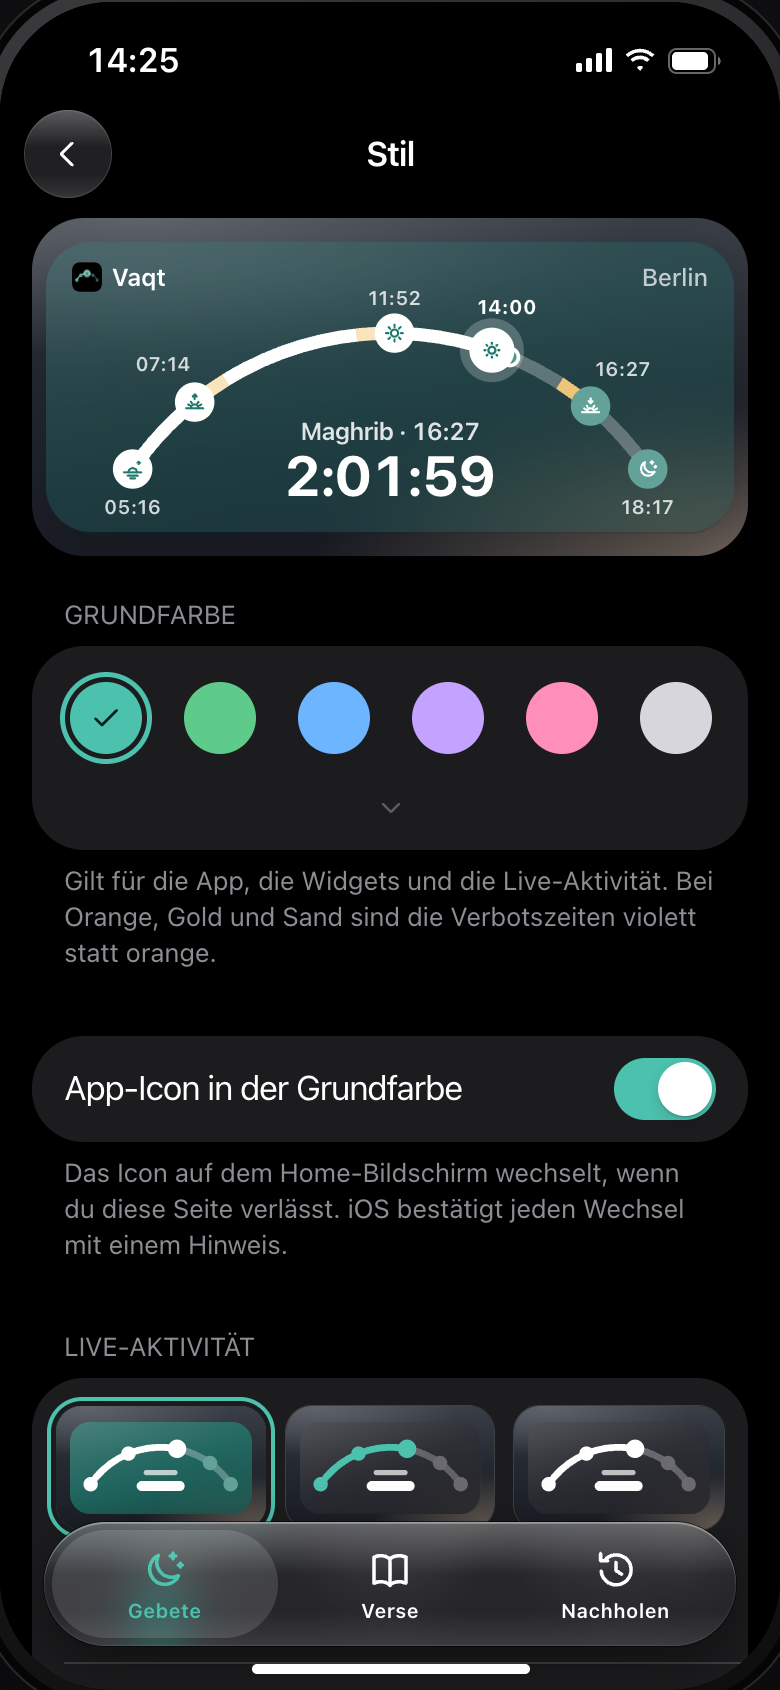 14:25
Stil
Vaqt
Berlin
11:52
14:00
07:14
16:27
Maghrib · 16:27
2:01:59
05:16
18:17
GRUNDFARBE
Gilt für die App, die Widgets und die Live-Aktivität. Bei
Orange, Gold und Sand sind die Verbotszeiten violett
statt orange.
App-Icon in der Grundfarbe
Das Icon auf dem Home-Bildschirm wechselt, wenn
du diese Seite verlässt. iOS bestätigt jeden Wechsel
mit einem Hinweis.
LIVE-AKTIVITÄT
Gebete
Verse
Nachholen